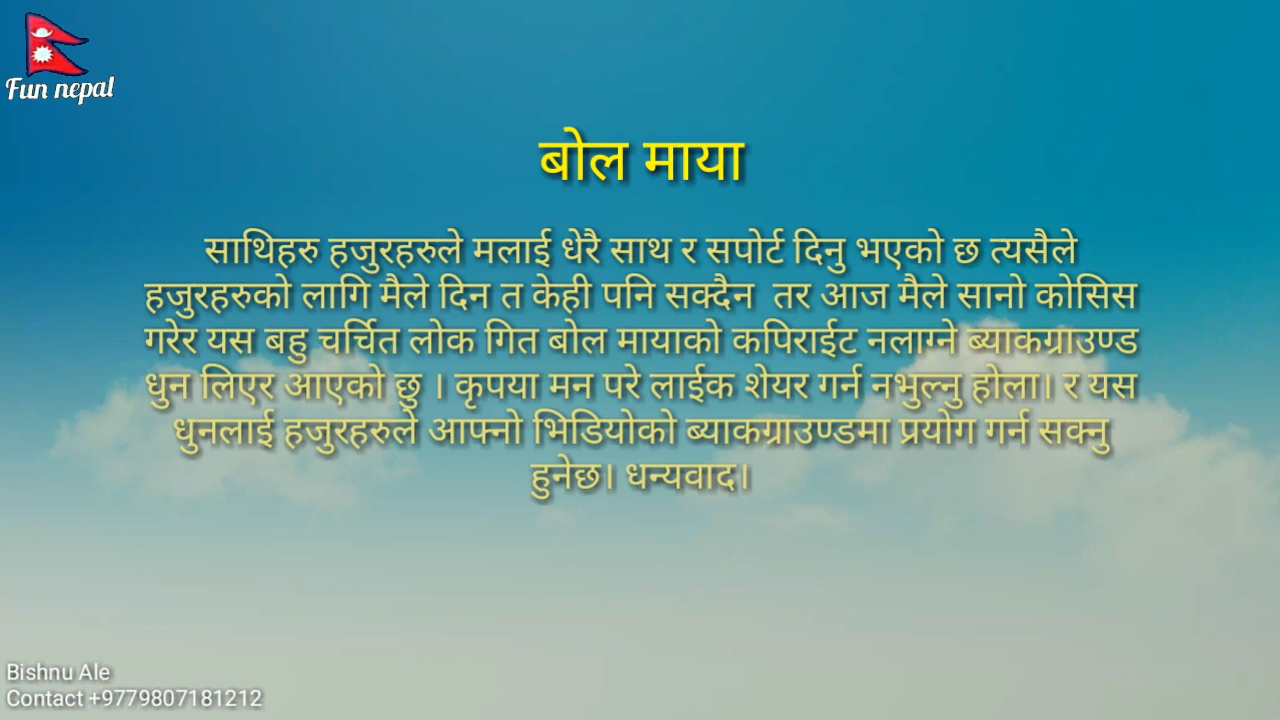 Fun nepal
बोल माया
साथिहरु हजुरहरुले मलाई धेरै साथ र सपोर्ट दिनु भएको छ त्यसैले
हजुरहरुको लागि मैले दिन त केही पनि सक्दैन तर आज मैले सानो कोसिस
गरेर यस बहु चर्चित लोक गित बोल मायाको कपिराईट नलाग्ने ब्याकग्राउण्ड
धुन लिएर आएको छु । कृपया मन परे लाईक शेयर गर्न नभुल्नु होला। र यस
धुनलाई हजुरहरुले आफ्नो भिडियोको ब्याकग्राउण्डमा प्रयोग गर्न सक्नु
हुनेछ। धन्यवाद।
Bishnu Ale
Contact +9779807181212